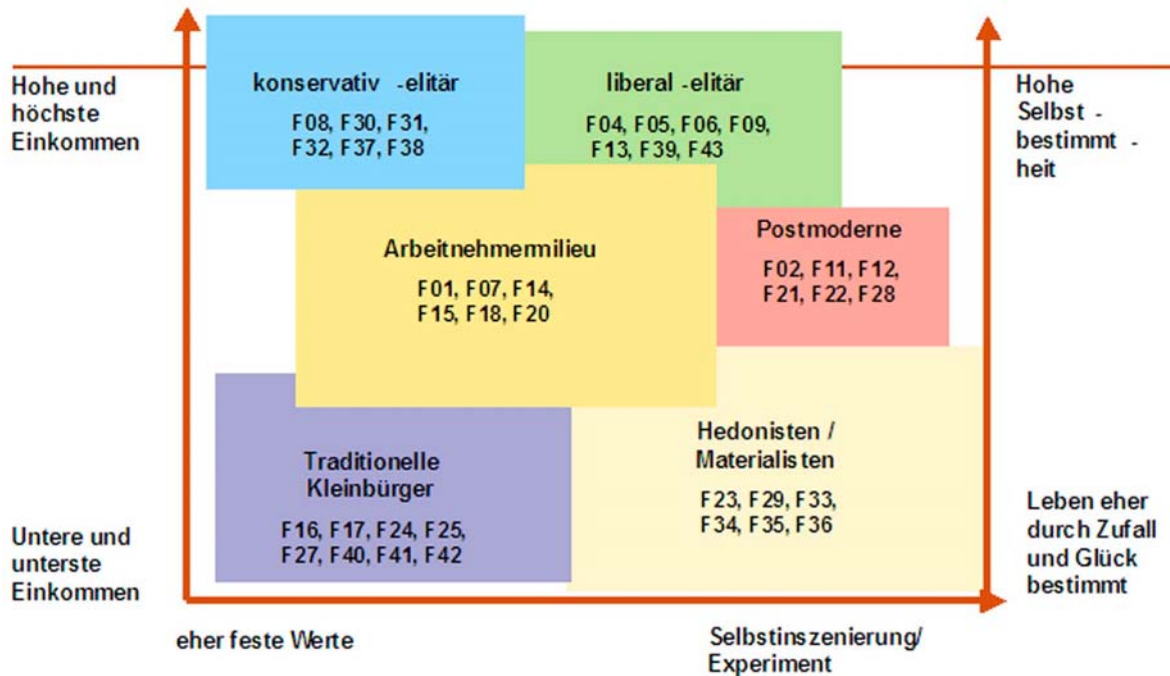 Hohe und
höchste
Einkommen
konservativ -elitär
F08, F30, F31,
F32, F37, F38
liberal -elitär
F04, F05, F06, F09,
F13, F39, F43
Hohe
Selbst -
bestimmt -
heit
Arbeitnehmermilieu
F01, F07, F14,
F15, F18, F20
Postmoderne
F02, F11, F12,
F21, F22, F28
Traditionelle
Kleinbürger
F16, F17, F24, F25,
F27, F40, F41, F42
Hedonisten /
Materialisten
F23, F29, F33,
F34, F35, F36
Untere und
unterste
Einkommen
Leben eher
durch Zufall
und Glück
bestimmt
eher feste Werte
Selbstinszenierung/
Experiment